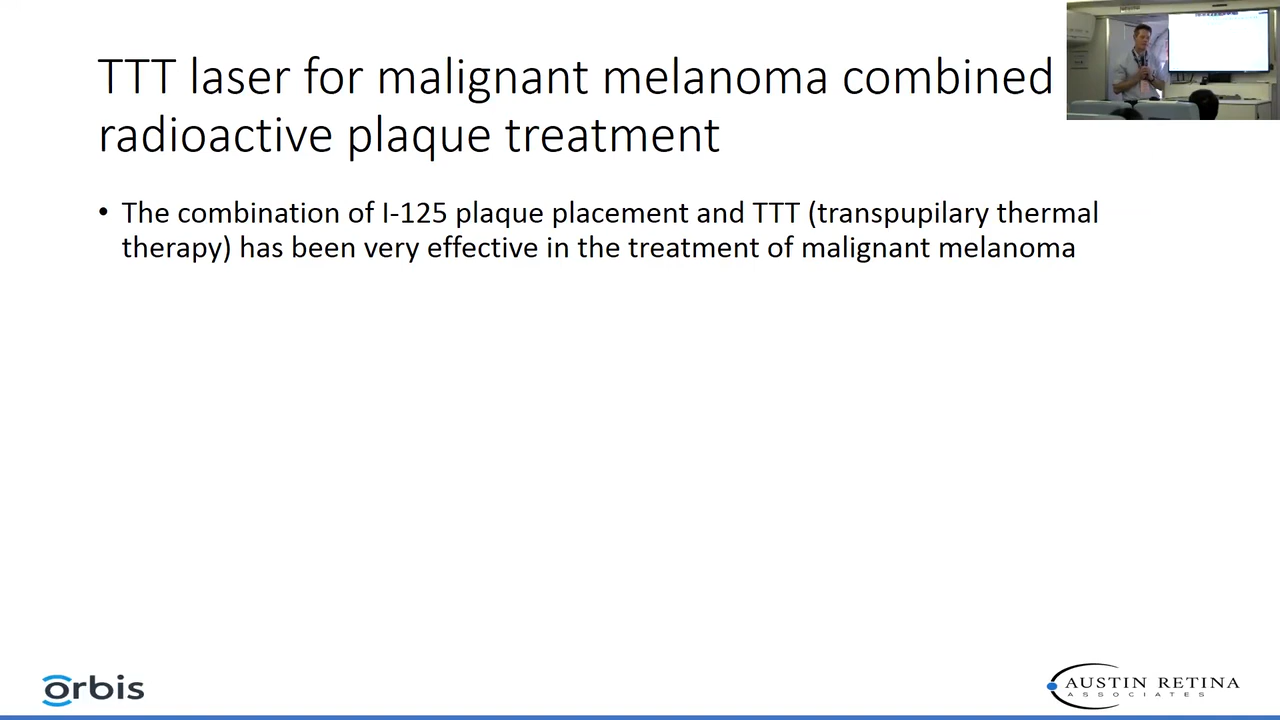 TTT laser for malignant melanoma combined
radioactive plaque treatment
• The combination of I-125 plaque placement and TTT (transpupilary thermal
therapy) has been very effective in the treatment of malignant melanoma
orbis
AUSTIN RETINA
ASSOCIATES